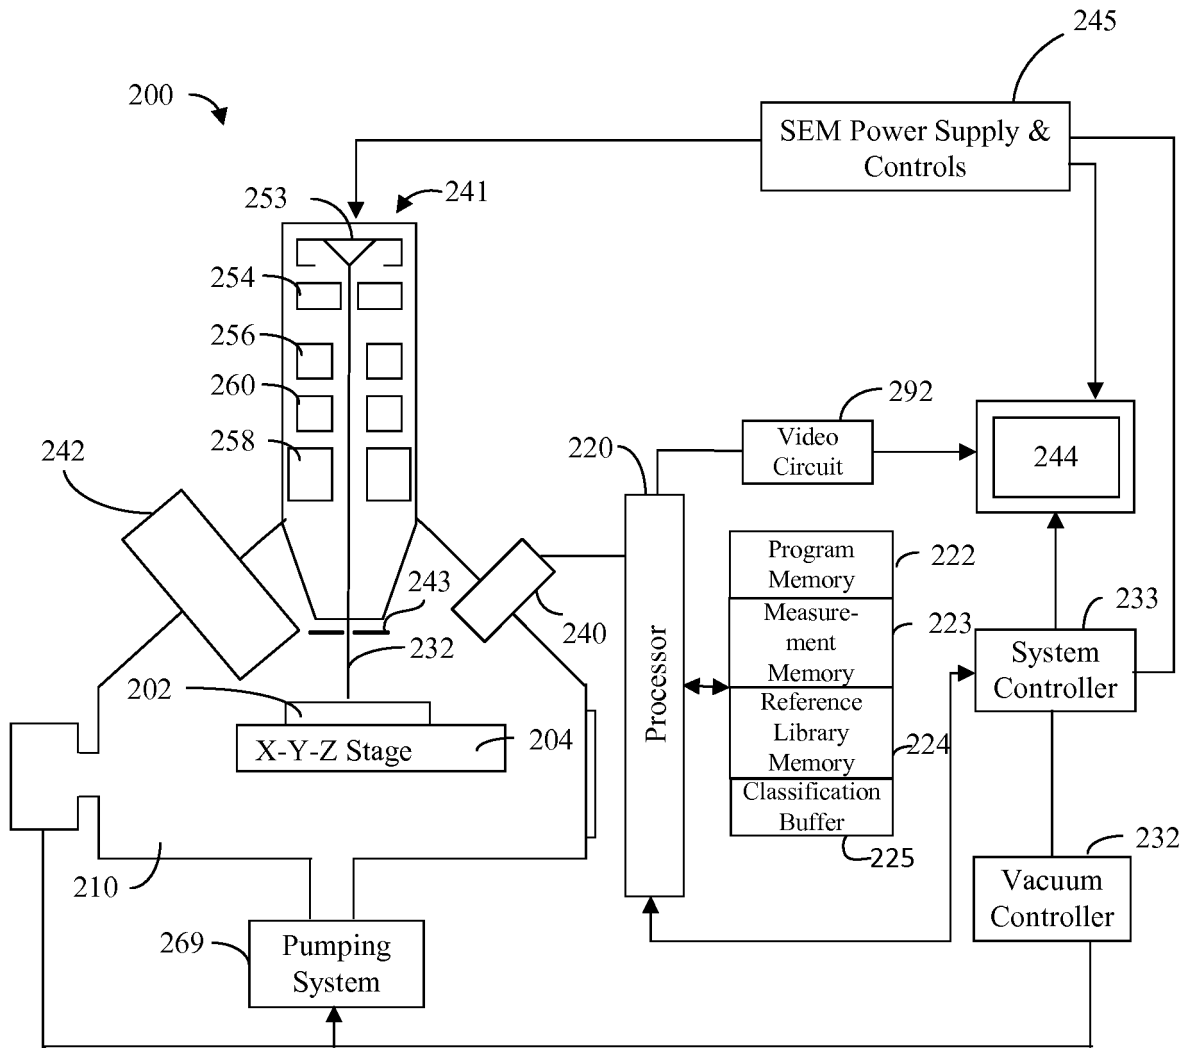 245
200
SEM Power Supply &
Controls
253
241
254
256
260
258
242
292
Video
Circuit
244
220
Program
Memory
222
Measure-
ment
Memory
223
Reference
Library
Memory
224
Classification
Buffer
225
Processor
233
System
Controller
243
240
232
202
X-Y-Z Stage
204
210
232
Vacuum
Controller
269
Pumping
System